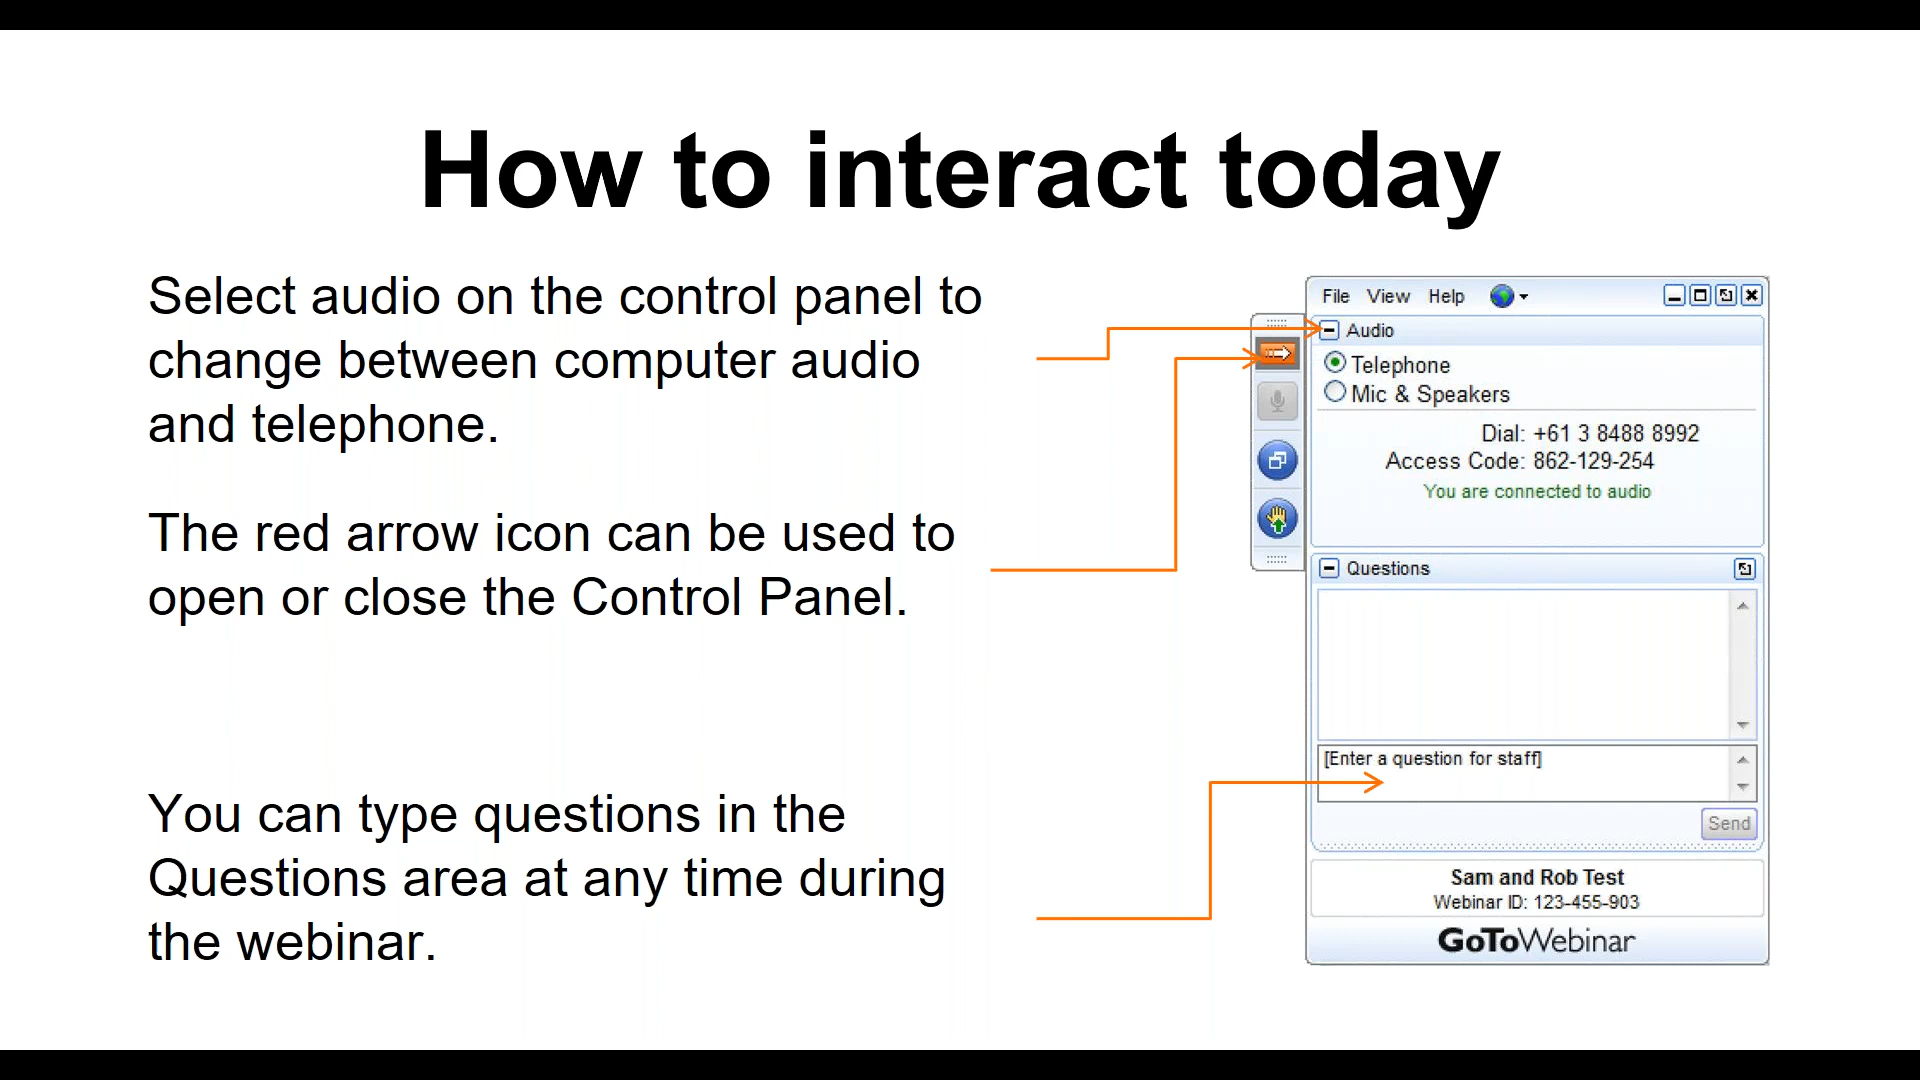 How to interact today
Select audio on the control panel to
change between computer audio
and telephone.
The red arrow icon can be used to
open or close the Control Panel.
You can type questions in the
Questions area at any time during
the webinar.
File View Help
Audio
Telephone
Mic & Speakers
Dial: +61 3 8488 8992
Access Code: 862-129-254
You are connected to audio
Questions
[Enter a question for staff]
Send
Sam and Rob Test
Webinar ID: 123-455-903
GoToWebinar